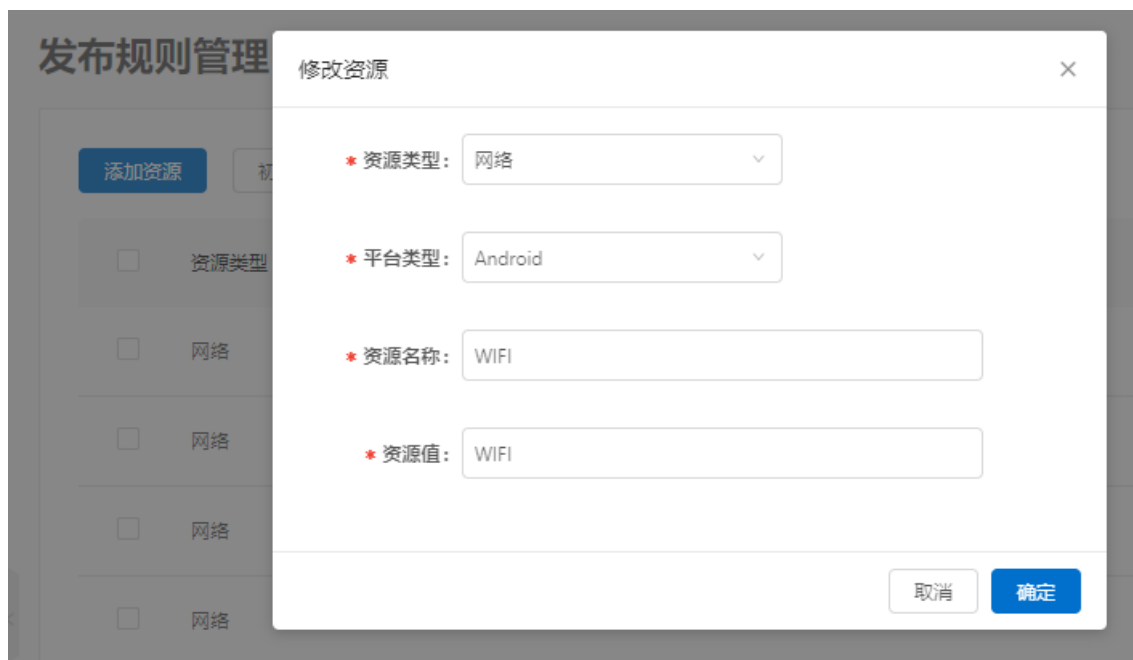 发布规则管理
修改资源
添加资源
初
* 资源类型：
网络
资源类型
* 平台类型：
Android
网络
* 资源名称：
WIFI
网络
* 资源值：
WIFI
网络
取消
确定
网络